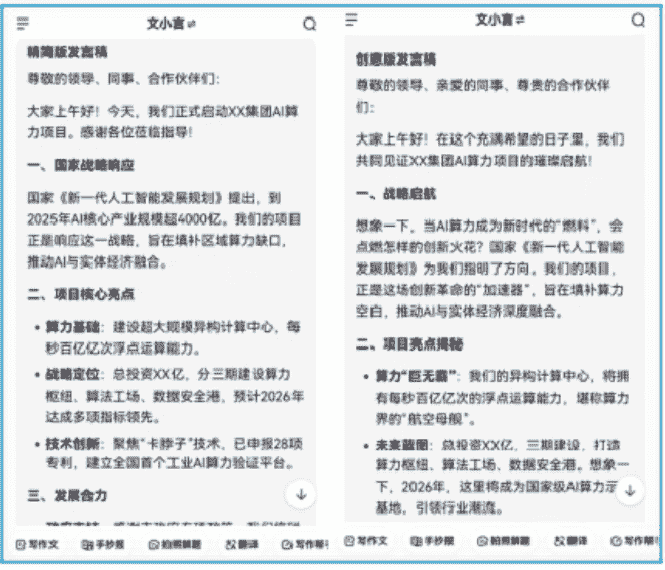 文小言
精简版发言稿
尊敬的领导、同事、合作伙伴们：
大家上午好！今天，我们正式启动XX集团AI算
力项目。感谢各位莅临指导！
一、国家战略响应
国家《新一代人工智能发展规划》提出，到
2025年AI核心产业规模超4000亿。我们的项目
正是响应这一战略，旨在填补区域算力缺口，
推动AI与实体经济融合。
二、项目核心亮点
• 算力基础：建设超大规模异构计算中心，每
秒百亿亿次浮点运算能力。
• 战略定位：总投资XX亿，分三期建设算力
枢纽、算法工场、数据安全港，预计2026年
达成多项指标领先。
• 技术创新：聚焦“卡脖子”技术，已申报28项
专利，建立全国首个工业AI算力验证平台。
三、发展合力
写作文 手抄报 拍照解题 翻译 写作帮
文小言
创意版发言稿
尊敬的领导、亲爱的同事、尊贵的合作伙伴
们：
大家上午好！在这个充满希望的日子里，我们
共同见证XX集团AI算力项目的璀璨启航！
一、战略启航
想象一下，当AI算力成为新时代的“燃料”，会
点燃怎样的创新火花？国家《新一代人工智能
发展规划》为我们指明了方向。我们的项目，
正是这场创新革命的“加速器”，旨在填补算力
空白，推动AI与实体经济深度融合。
二、项目亮点揭秘
• 算力“巨无霸”：我们的异构计算中心，将拥
有每秒百亿亿次的浮点运算能力，堪称算力
界的“航空母舰”。
• 未来蓝图：总投资XX亿，三期建设，打造
算力枢纽、算法工场、数据安全港。想象一
下，2026年，这里将成为国家级AI算力示
基地，引领行业潮流。
写作文 手抄报 拍照解题 翻译 写作帮